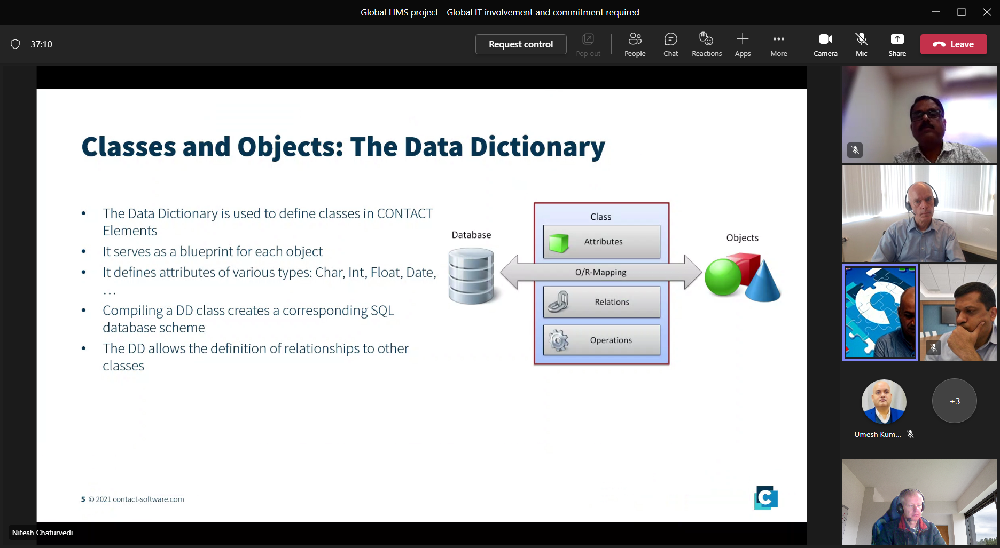 Global LIMS project - Global IT involvement and commitment required
37:10
Request control
Pop out
People
Chat
Reactions
Apps
More
Camera
Mic
Share
Leave
Classes and Objects: The Data Dictionary
• The Data Dictionary is used to define classes in CONTACT
Elements
• It serves as a blueprint for each object
• It defines attributes of various types: Char, Int, Float, Date,
…
• Compiling a DD class creates a corresponding SQL
database scheme
• The DD allows the definition of relationships to other
classes
Database
Class
Attributes
O/R-Mapping
Relations
Operations
Objects
5 © 2021 contact-software.com
C
Nitesh Chaturvedi
Umesh Kum...
+3